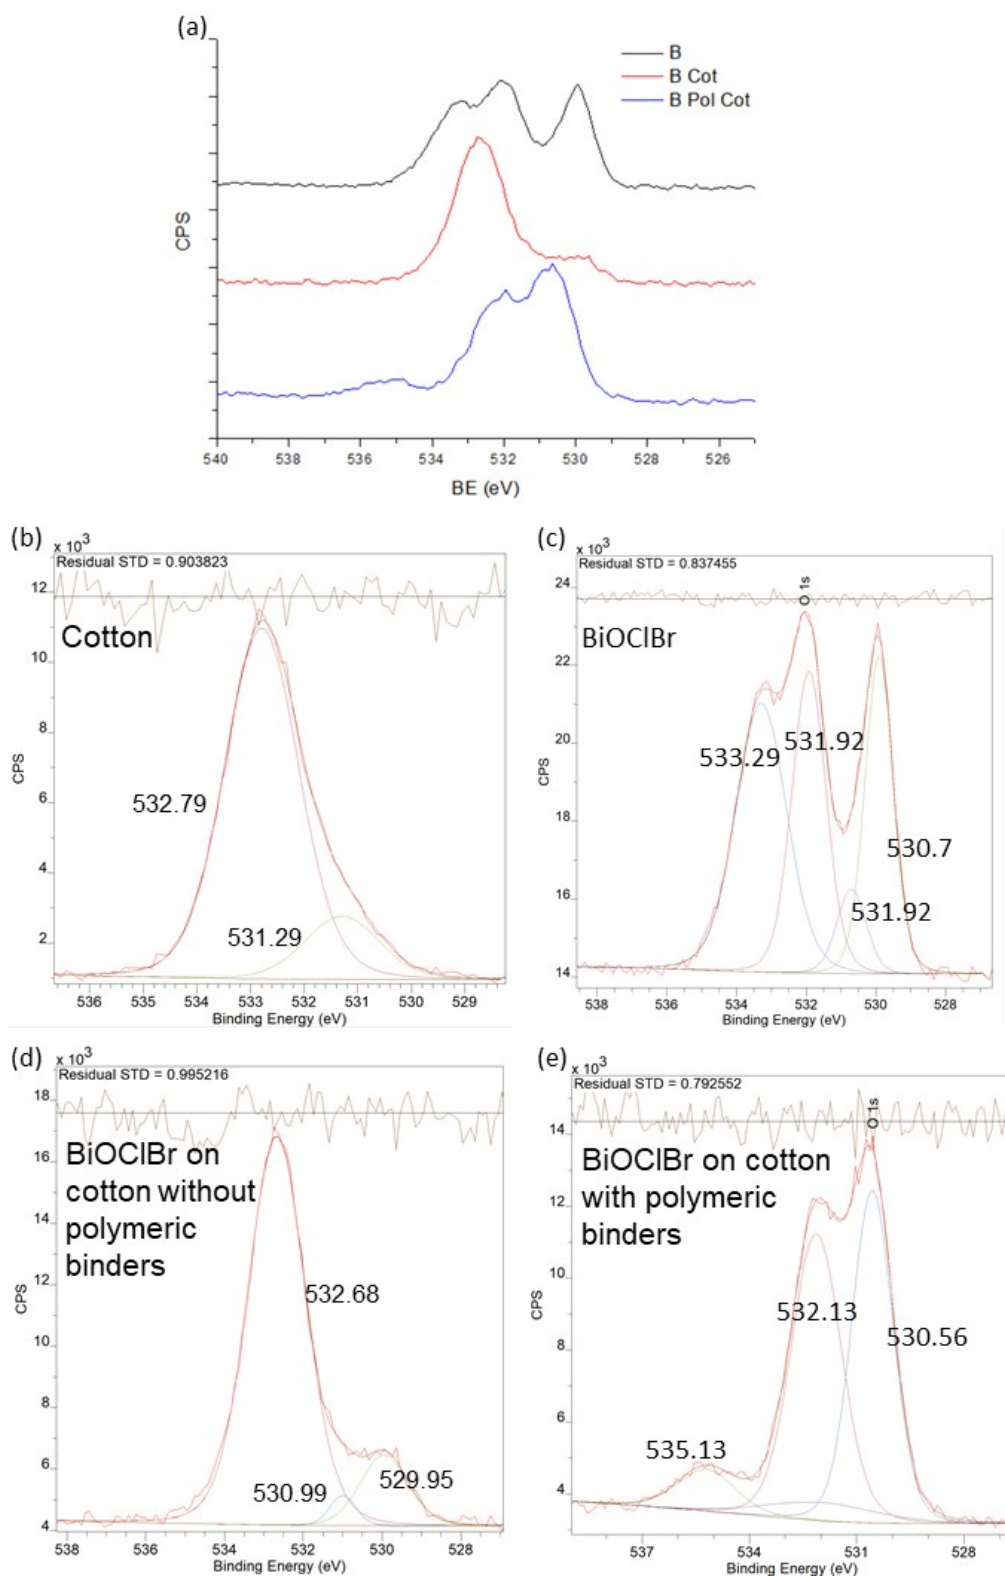 (a)
B
B Cot
B Pol Cot
CPS
540 538 536 534 532 530 528 526
BE (eV)
(b)
x 10³
Residual STD = 0.903823
12
10
8
6
4
2
Cotton
532.79
531.29
CPS
536 535 534 533 532 531 530 529
Binding Energy (eV)
(c)
x 10³
Residual STD = 0.837455
24
22
20
18
16
14
O 1s
BiOClBr
533.29
531.92
530.7
531.92
CPS
538 536 534 532 530 528
Binding Energy (eV)
(d)
x 10³
Residual STD = 0.995216
18
16
14
12
10
8
6
4
BiOClBr on
cotton without
polymeric
binders
532.68
530.99
529.95
CPS
538 536 534 532 530 528
Binding Energy (eV)
(e)
x 10³
Residual STD = 0.792552
14
12
10
8
6
4
O 1s
BiOClBr on cotton
with polymeric
binders
532.13
530.56
535.13
CPS
537 534 531 528
Binding Energy (eV)